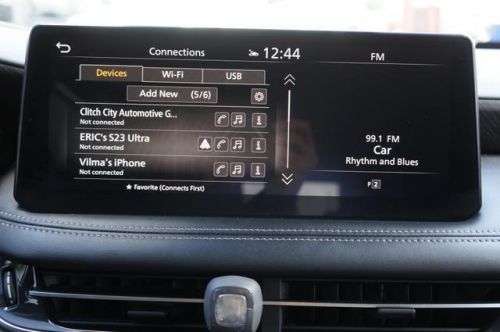 Connections
12:44
FM
Devices
Wi-Fi
USB
Add New (5/6)
Clitch City Automotive G...
Not connected
ERIC's S23 Ultra
Not connected
Vilma's iPhone
Not connected
★ Favorite (Connects First)
99.1 FM
Car
Rhythm and Blues
P 2